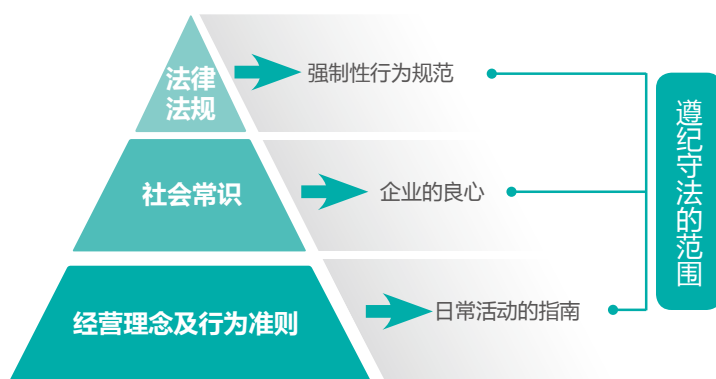 法律
法规
强制性行为规范
社会常识
企业的良心
经营理念及行为准则
日常活动的指南
遵纪守法的范围